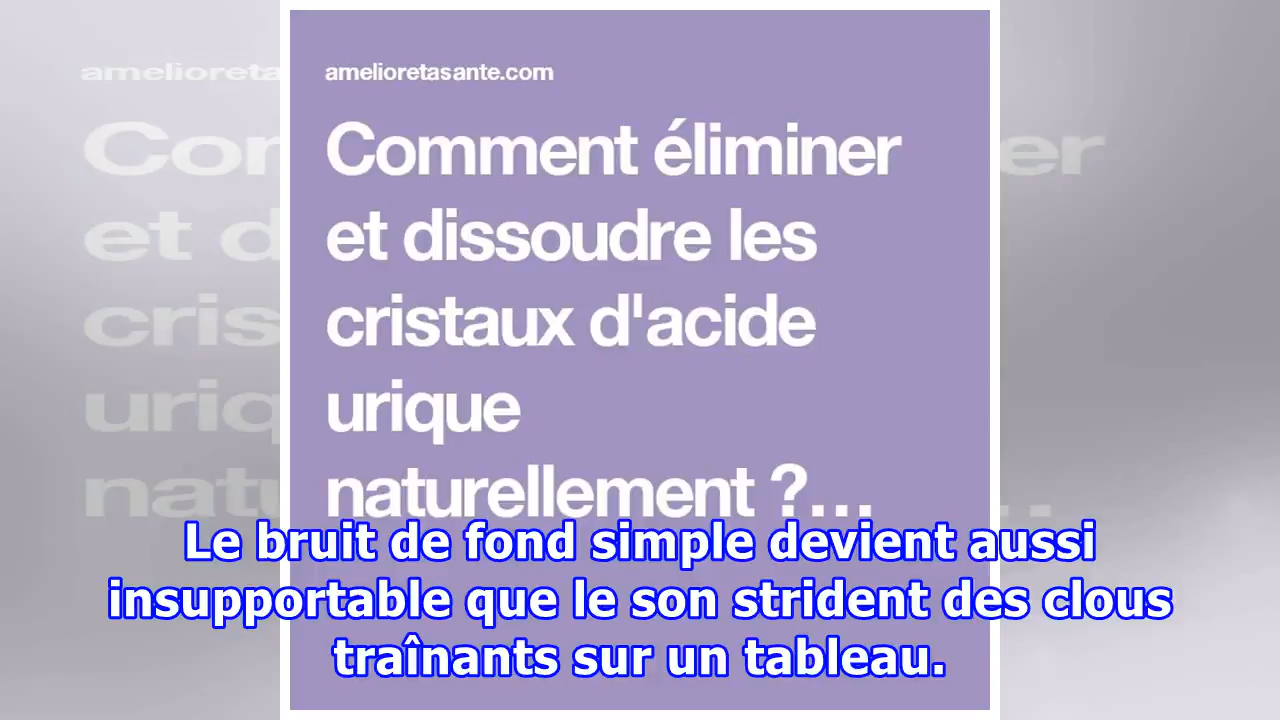 amelioretasante.com
Comment éliminer
et dissoudre les
cristaux d'acide
urique
naturellement ?...
Le bruit de fond simple devient aussi
insupportable que le son strident des clous
traînants sur un tableau.